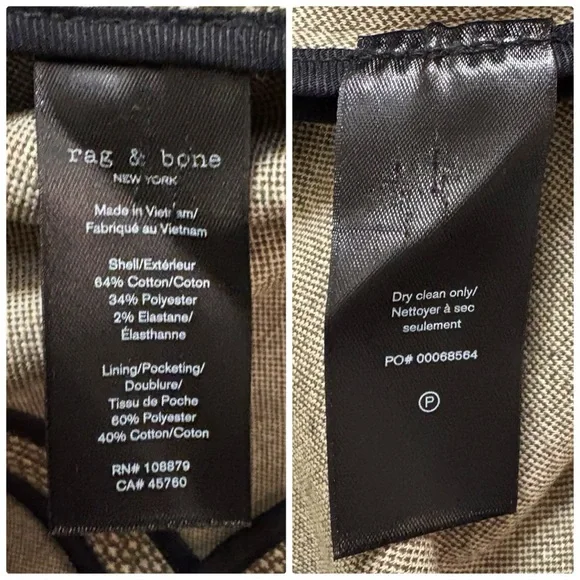 rag & bone
NEW YORK
Made in Vietnam/
Fabriqué au Vietnam
Shell/Extérieur
64% Cotton/Coton
34% Polyester
2% Elastane/
Élasthanne
Lining/Pocketing/
Doublure/
Tissu de Poche
60% Polyester
40% Cotton/Coton
RN# 108879
CA# 45760
Dry clean only/
Nettoyer à sec
seulement
PO# 00068564
P